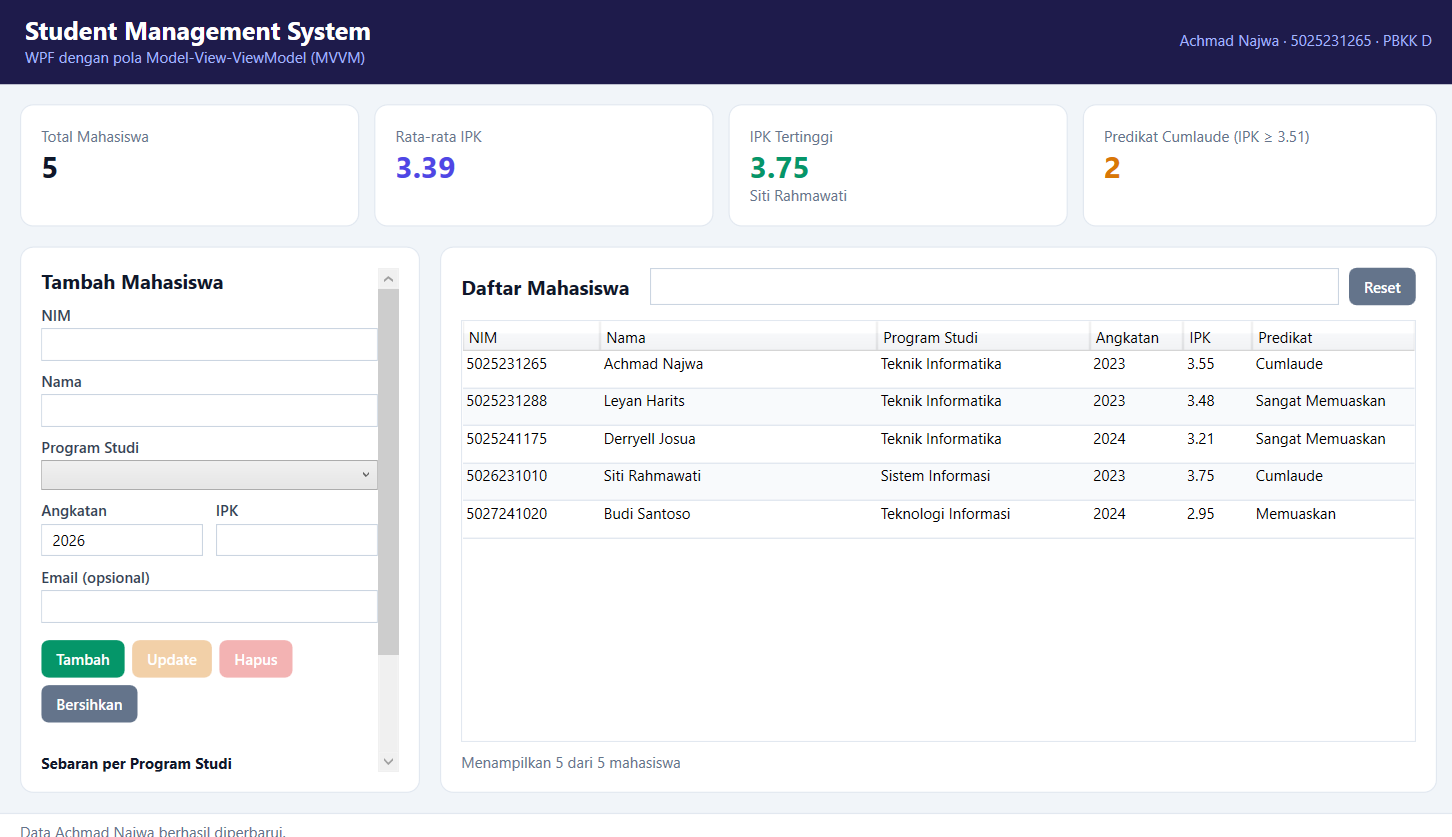 Student Management System
WPF dengan pola Model-View-ViewModel (MVVM)
Achmad Najwa · 5025231265 · PBKK D
Total Mahasiswa
5
Rata-rata IPK
3.39
IPK Tertinggi
3.75
Siti Rahmawati
Predikat Cumlaude (IPK ≥ 3.51)
2
Tambah Mahasiswa
NIM
Nama
Program Studi
Angkatan IPK
2026
Email (opsional)
Tambah Update Hapus
Bersihkan
Sebaran per Program Studi
Daftar Mahasiswa Reset
NIM Nama Program Studi Angkatan IPK Predikat
5025231265 Achmad Najwa Teknik Informatika 2023 3.55 Cumlaude
5025231288 Leyan Harits Teknik Informatika 2023 3.48 Sangat Memuaskan
5025241175 Derryell Josua Teknik Informatika 2024 3.21 Sangat Memuaskan
5026231010 Siti Rahmawati Sistem Informasi 2023 3.75 Cumlaude
5027241020 Budi Santoso Teknologi Informasi 2024 2.95 Memuaskan
Menampilkan 5 dari 5 mahasiswa
Data Achmad Najwa berhasil diperbarui.